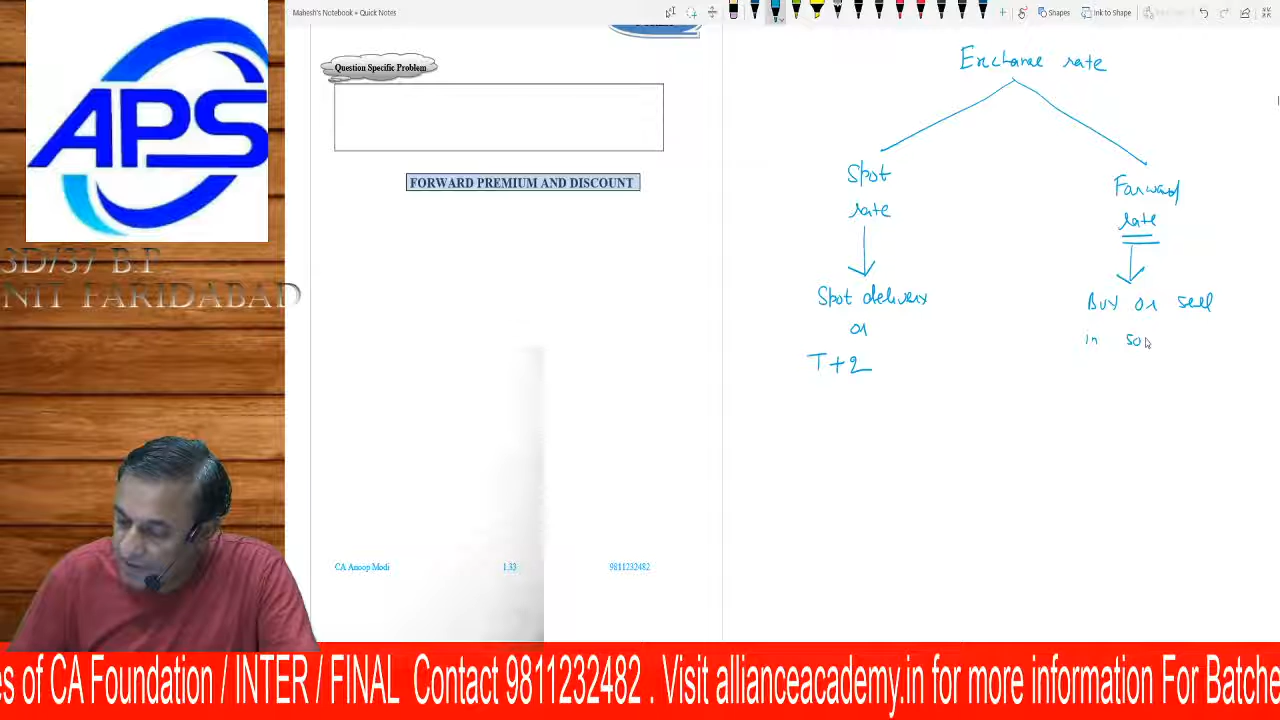 Mahesh's Notebook + Quick Notes
Shapes
Ink to Shape
APS
3D/37 B.P.
NIT FARIDABAD
Question Specific Problem
FORWARD PREMIUM AND DISCOUNT
CA Anoop Modi 1.33 9811232482
Exchance rate
Spot
rate
Spot delivery
or
T+2
Forward
rate
Buy or sell
in so
es of CA Foundation / INTER / FINAL Contact 9811232482 . Visit allianceacademy.in for more information For Batche